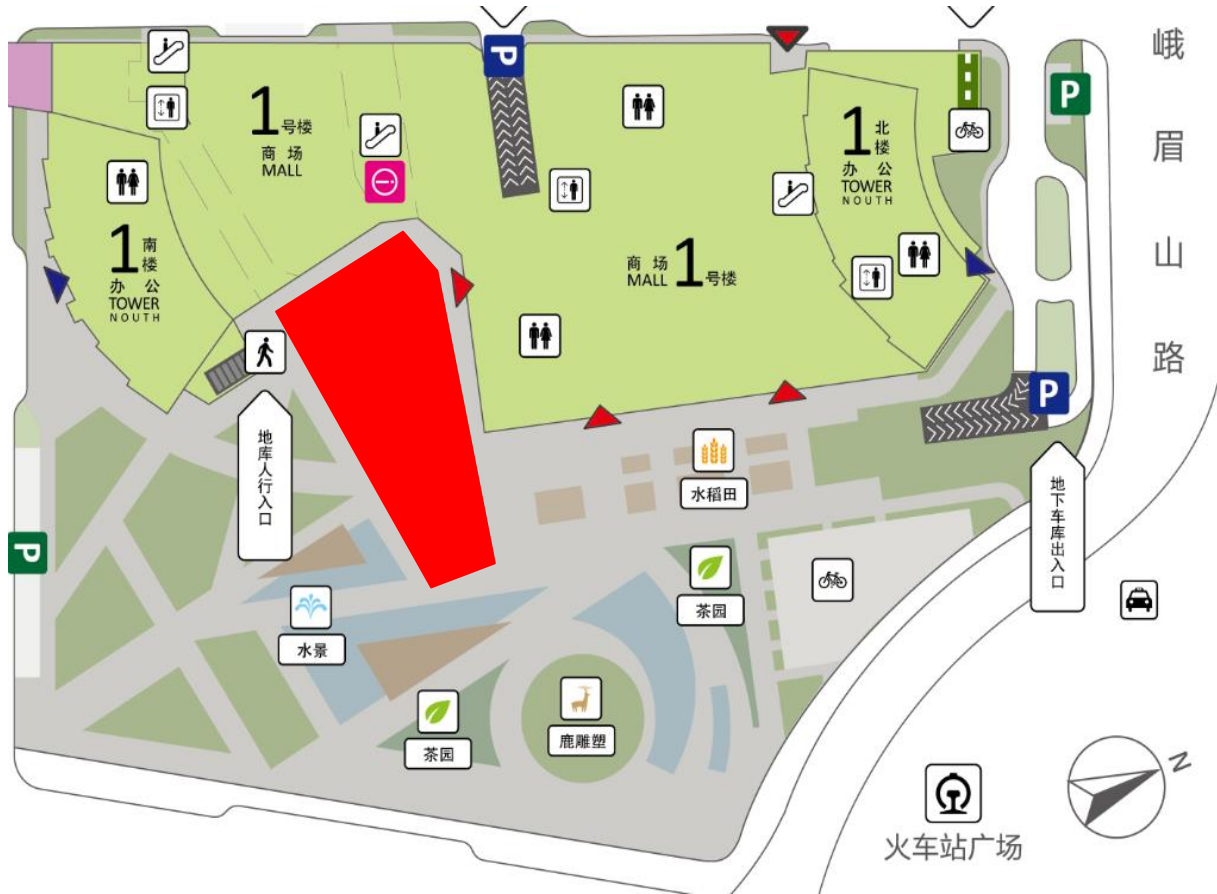 峨
眉
山
路
P
P
1 号楼
商 场
MALL
1 北楼
办 公
TOWER
NOUTH
1 南楼
办 公
TOWER
NOUTH
商 场
MALL
1 号楼
P
地库人行入口
水稻田
地下车库出入口
P
茶园
水景
鹿雕塑
茶园
N
火车站广场